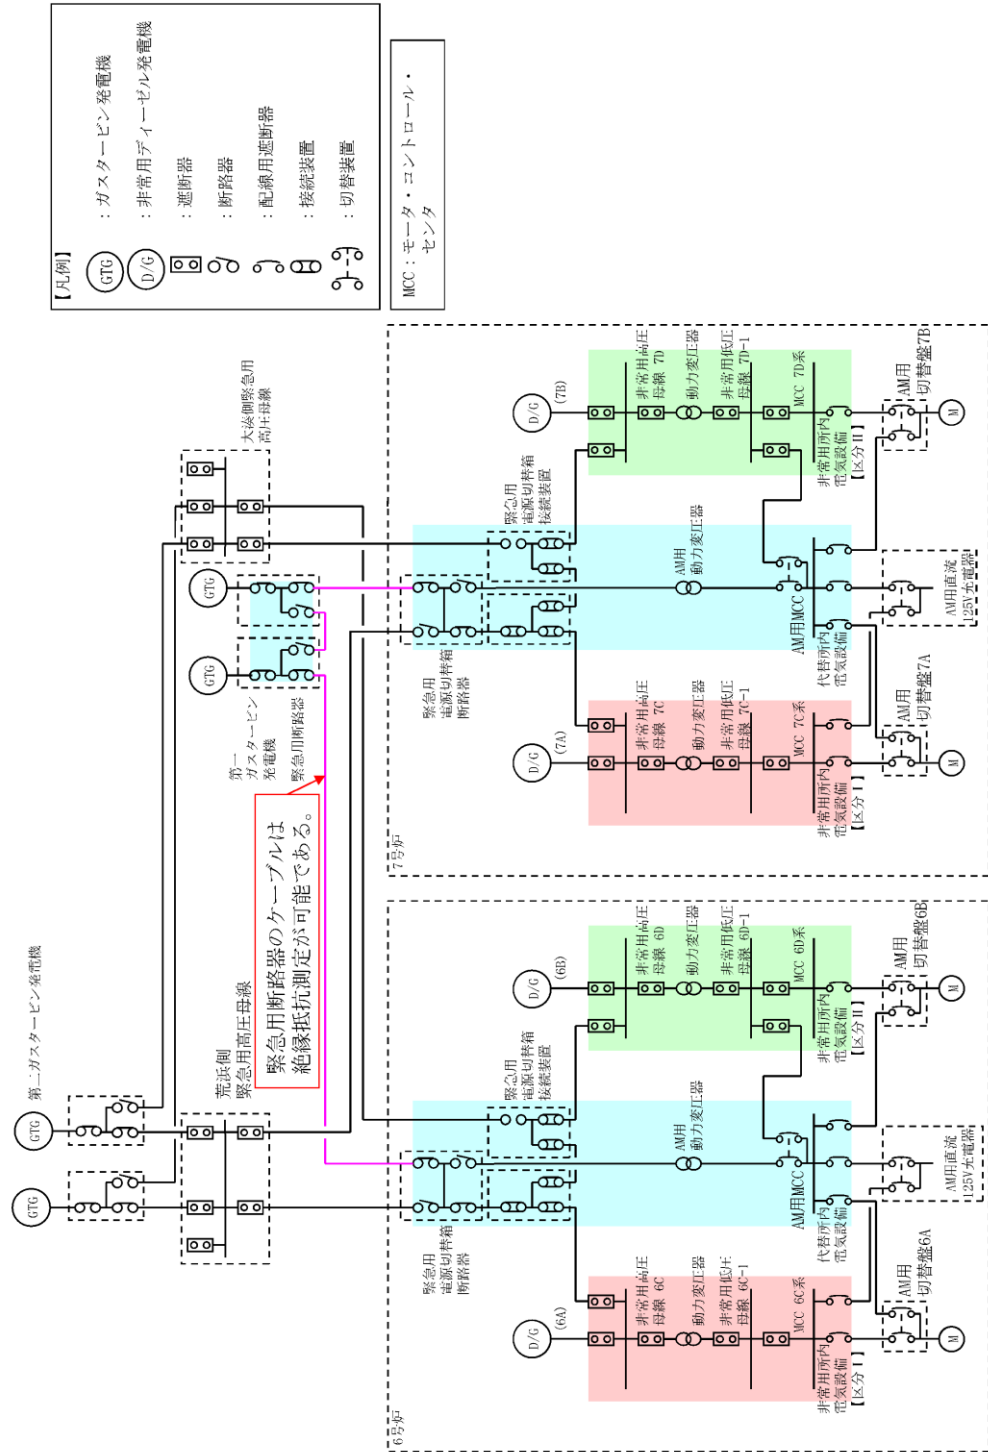 【凡例】
GTG
：ガスタービン発電機
D/G
：非常用ディーゼル発電機
：遮断器
：断路器
：配線用遮断器
：接続装置
：切替装置
MCC：モータ・コントロール・
センタ
GTG
GTG
第二ガスタービン発電機
荒浜側
緊急用高圧母線
大湊側緊急用
高圧母線
GTG
GTG
第一
ガスタービン
発電機
緊急用断路器
緊急用断路器のケーブルは
絶縁抵抗測定が可能である。
6号炉
緊急用
電源切替箱
断路器
緊急用
電源切替箱
接続装置
D/G
(6A)
D/G
(6B)
非常用高圧
母線 6C
動力変圧器
非常用低圧
母線 6C-1
MCC 6C系
非常用所内
電気設備
【区分Ⅰ】
AM用
動力変圧器
AM用MCC
代替所内
電気設備
非常用高圧
母線 6D
動力変圧器
非常用低圧
母線 6D-1
MCC 6D系
非常用所内
電気設備
【区分Ⅱ】
AM用
切替盤6A
M
AM用直流
125V充電器
AM用
切替盤6B
M
7号炉
緊急用
電源切替箱
断路器
緊急用
電源切替箱
接続装置
D/G
(7A)
D/G
(7B)
非常用高圧
母線 7C
動力変圧器
非常用低圧
母線 7C-1
MCC 7C系
非常用所内
電気設備
【区分Ⅰ】
AM用
動力変圧器
AM用MCC
代替所内
電気設備
非常用高圧
母線 7D
動力変圧器
非常用低圧
母線 7D-1
MCC 7D系
非常用所内
電気設備
【区分Ⅱ】
AM用
切替盤7A
M
AM用直流
125V充電器
AM用
切替盤7B
M